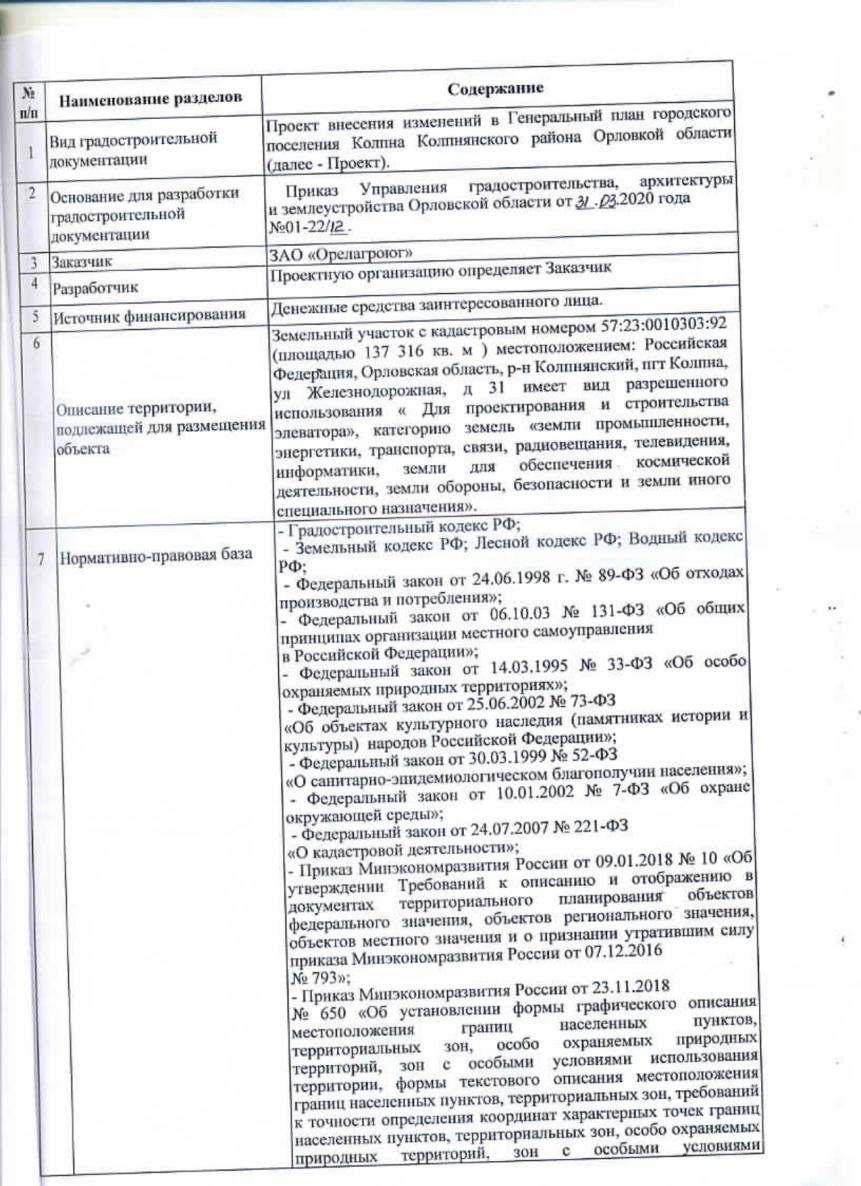 № п/п
Наименование разделов
Содержание
1
Вид градостроительной
документации
Проект внесения изменений в Генеральный план городского
поселения Колпна Колпнянского района Орловкой области
(далее - Проект).
2
Основание для разработки
градостроительной
документации
Приказ Управления градостроительства, архитектуры
и землеустройства Орловской области от 31.03.2020 года
№01-22/12.
3
Заказчик
ЗАО «Орелагроюг»
4
Разработчик
Проектную организацию определяет Заказчик
5
Источник финансирования
Денежные средства заинтересованного лица.
6
Описание территории,
подлежащей для размещения
объекта
Земельный участок с кадастровым номером 57:23:0010303:92
(площадью 137 316 кв. м ) местоположением: Российская
Федерация, Орловская область, р-н Колпнянский, пгт Колпна,
ул Железнодорожная, д 31 имеет вид разрешенного
использования « Для проектирования и строительства
элеватора», категорию земель «земли промышленности,
энергетики, транспорта, связи, радиовещания, телевидения,
информатики, земли для обеспечения космической
деятельности, земли обороны, безопасности и земли иного
специального назначения».
7
Нормативно-правовая база
- Градостроительный кодекс РФ;
- Земельный кодекс РФ; Лесной кодекс РФ; Водный кодекс
РФ;
- Федеральный закон от 24.06.1998 г. № 89-ФЗ «Об отходах
производства и потребления»;
- Федеральный закон от 06.10.03 № 131-ФЗ «Об общих
принципах организации местного самоуправления
в Российской Федерации»;
- Федеральный закон от 14.03.1995 № 33-ФЗ «Об особо
охраняемых природных территориях»;
- Федеральный закон от 25.06.2002 № 73-ФЗ
«Об объектах культурного наследия (памятниках истории и
культуры) народов Российской Федерации»;
- Федеральный закон от 30.03.1999 № 52-ФЗ
«О санитарно-эпидемиологическом благополучии населения»;
- Федеральный закон от 10.01.2002 № 7-ФЗ «Об охране
окружающей среды»;
- Федеральный закон от 24.07.2007 № 221-ФЗ
«О кадастровой деятельности»;
- Приказ Минэкономразвития России от 09.01.2018 № 10 «Об
утверждении Требований к описанию и отображению в
документах территориального планирования объектов
федерального значения, объектов регионального значения,
объектов местного значения и о признании утратившим силу
приказа Минэкономразвития России от 07.12.2016
№ 793»;
- Приказ Минэкономразвития России от 23.11.2018
№ 650 «Об установлении формы графического описания
местоположения границ населенных пунктов,
территориальных зон, особо охраняемых природных
территорий, зон с особыми условиями использования
территории, формы текстового описания местоположения
границ населенных пунктов, территориальных зон, требований
к точности определения координат характерных точек границ
населенных пунктов, территориальных зон, особо охраняемых
природных территорий, зон с особыми условиями